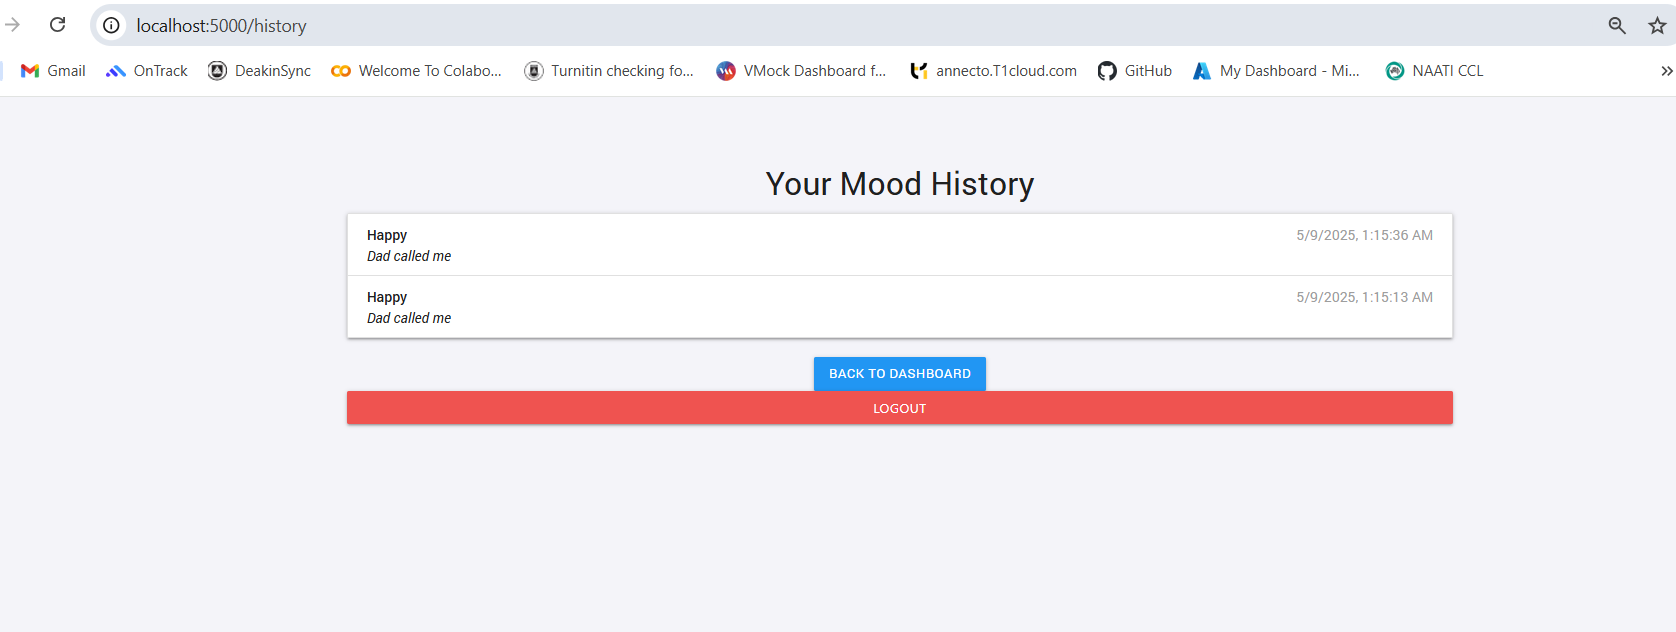 localhost:5000/history
Gmail OnTrack DeakinSync Welcome To Colabo... Turnitin checking fo... VMock Dashboard f... annecto.T1cloud.com GitHub My Dashboard - Mi... NAATI CCL
Your Mood History
Happy 5/9/2025, 1:15:36 AM
Dad called me
Happy 5/9/2025, 1:15:13 AM
Dad called me
BACK TO DASHBOARD
LOGOUT